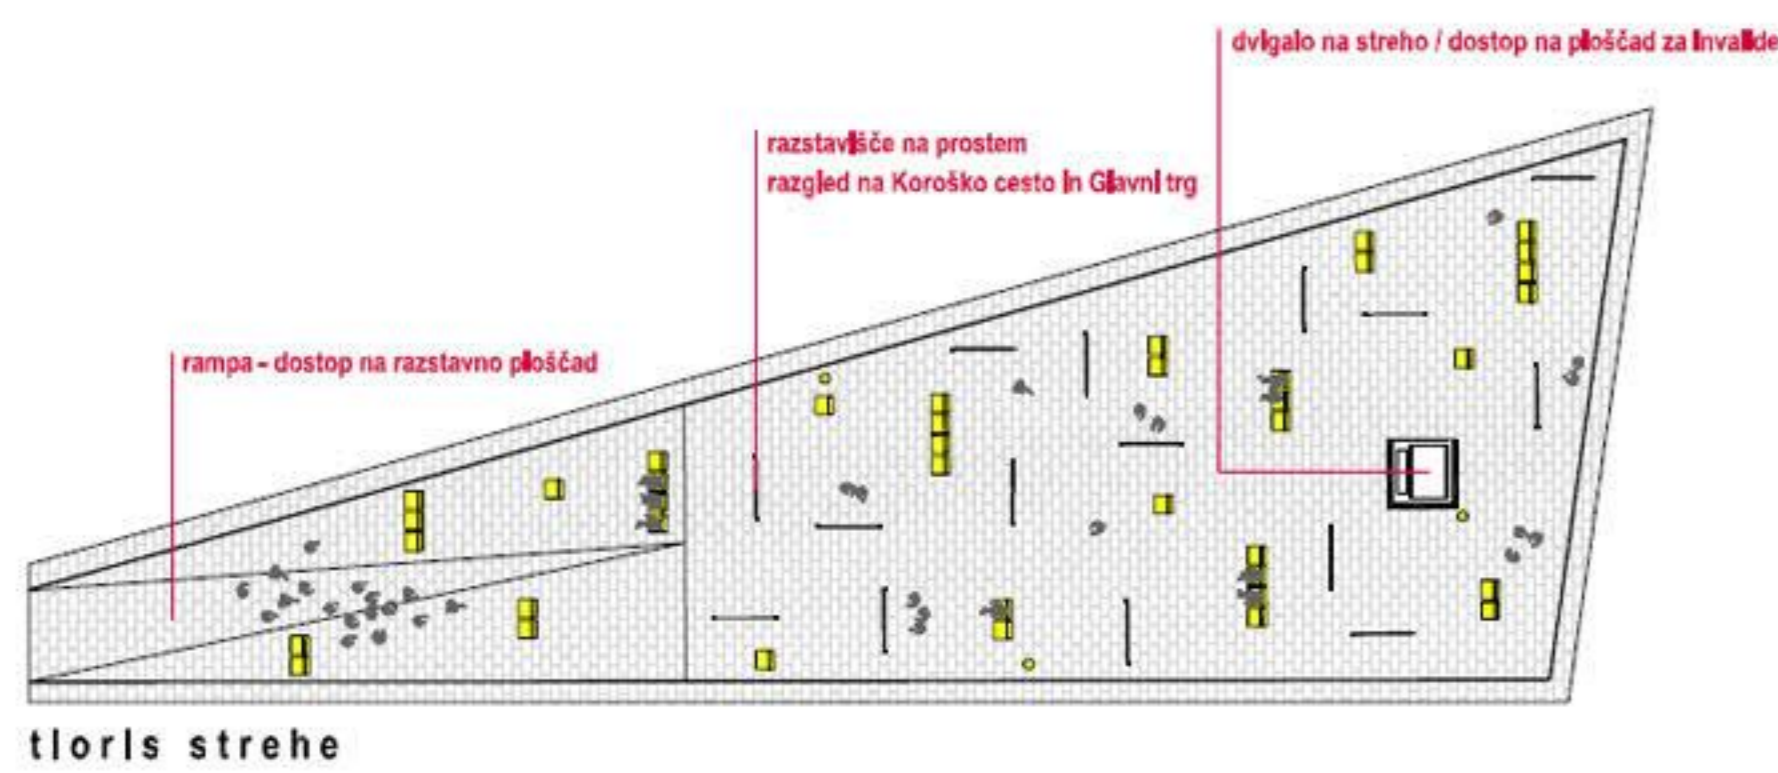 dvigalo na streho / dostop na ploščad za invalide
razstavišče na prostem
razgled na Koroško cesto in Glavni trg
rampa - dostop na razstavno ploščad
tloris strehe